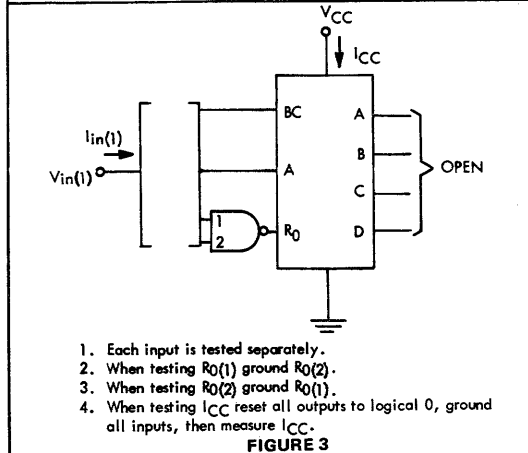 VCC
ICC
BC A
Iin(1)
B
Vin(1) A OPEN
C
1
R0 D
2
1. Each input is tested separately.
2. When testing R0(1) ground R0(2).
3. When testing R0(2) ground R0(1).
4. When testing ICC reset all outputs to logical 0, ground
all inputs, then measure ICC.
FIGURE 3